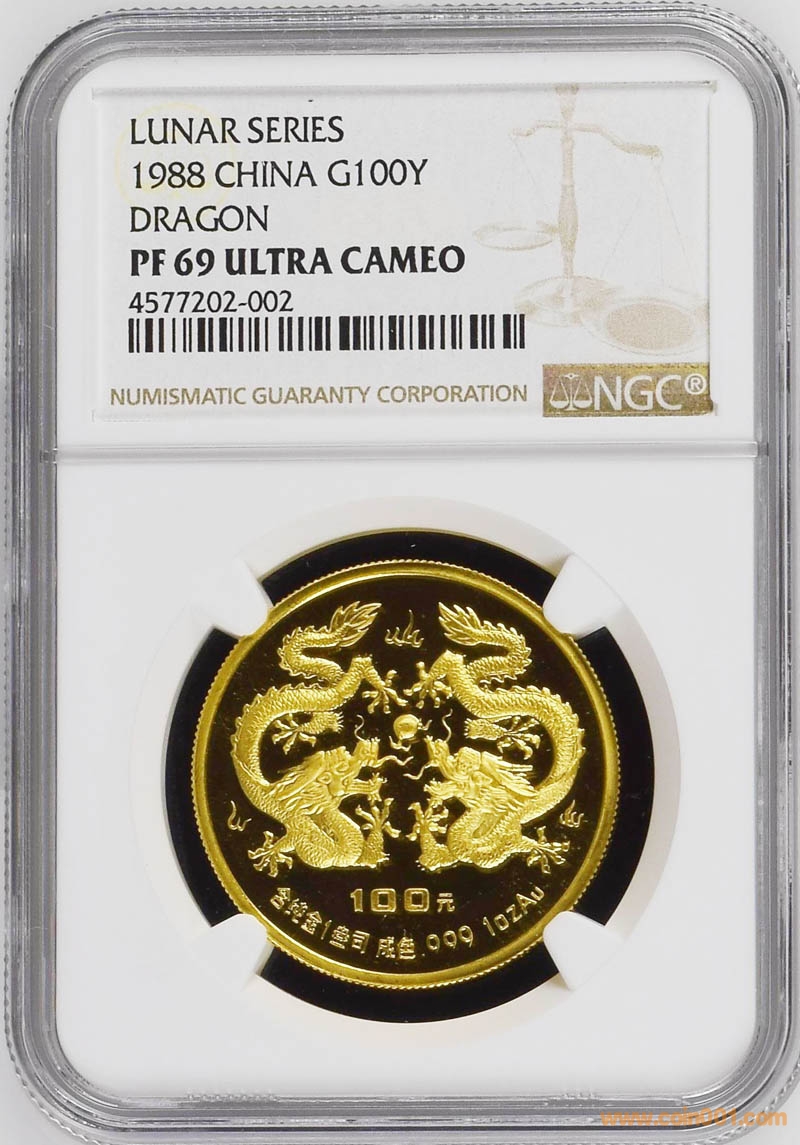 LUNAR SERIES
1988 CHINA G100Y
DRAGON
PF 69 ULTRA CAMEO
4577202-002
NUMISMATIC GUARANTY CORPORATION
NGC®
100元
含纯金1盎司 成色.999 1ozAu
www.coin001.com